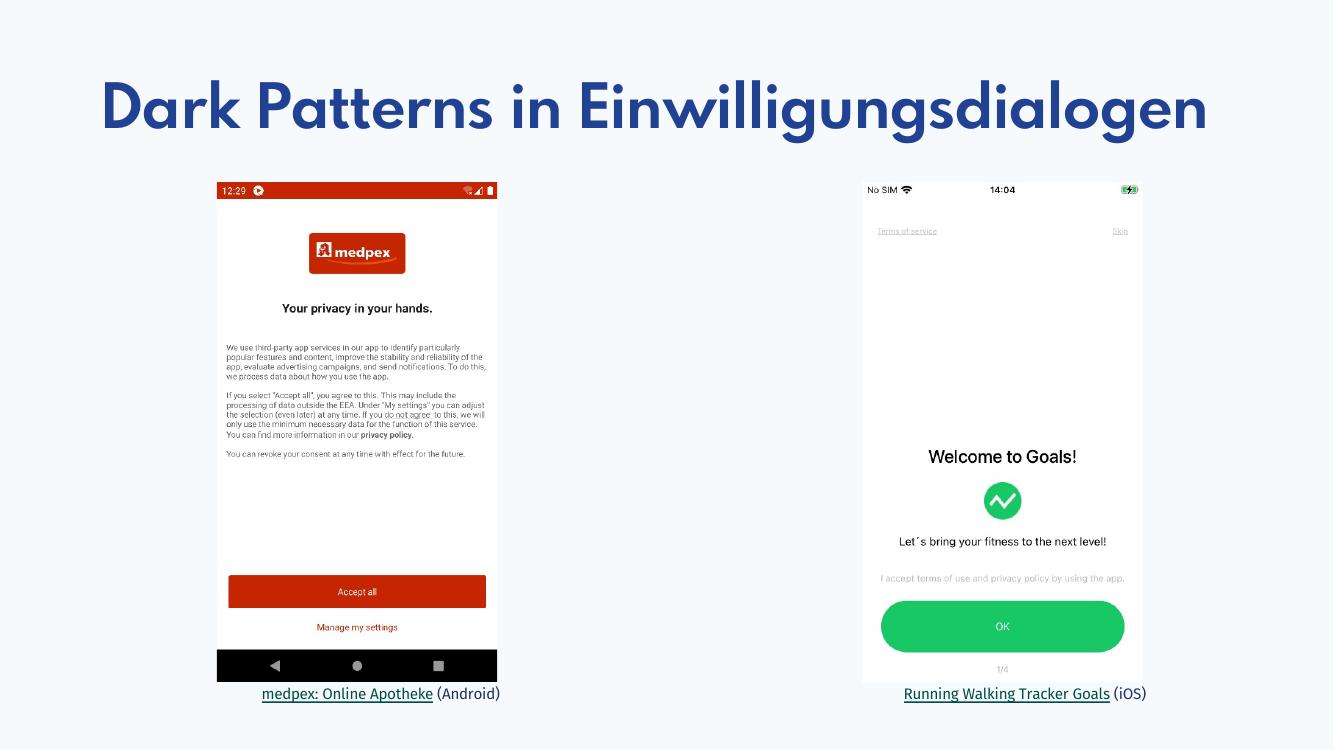 Dark Patterns in Einwilligungsdialogen
12:29
medpex
Your privacy in your hands.
We use third-party app services in our app to identify particularly
popular features and content, improve the stability and reliability of the
app, evaluate advertising campaigns, and send notifications. To do this,
we process data about how you use the app.
If you select "Accept all", you agree to this. This may include the
processing of data outside the EEA. Under "My settings" you can adjust
the selection (even later) at any time. If you do not agree to this, we will
only use the minimum necessary data for the function of this service.
You can find more information in our privacy policy.
You can revoke your consent at any time with effect for the future.
Accept all
Manage my settings
medpex: Online Apotheke (Android)
No SIM
14:04
Terms of service
Skip
Welcome to Goals!
Let´s bring your fitness to the next level!
I accept terms of use and privacy policy by using the app.
OK
1/4
Running Walking Tracker Goals (iOS)